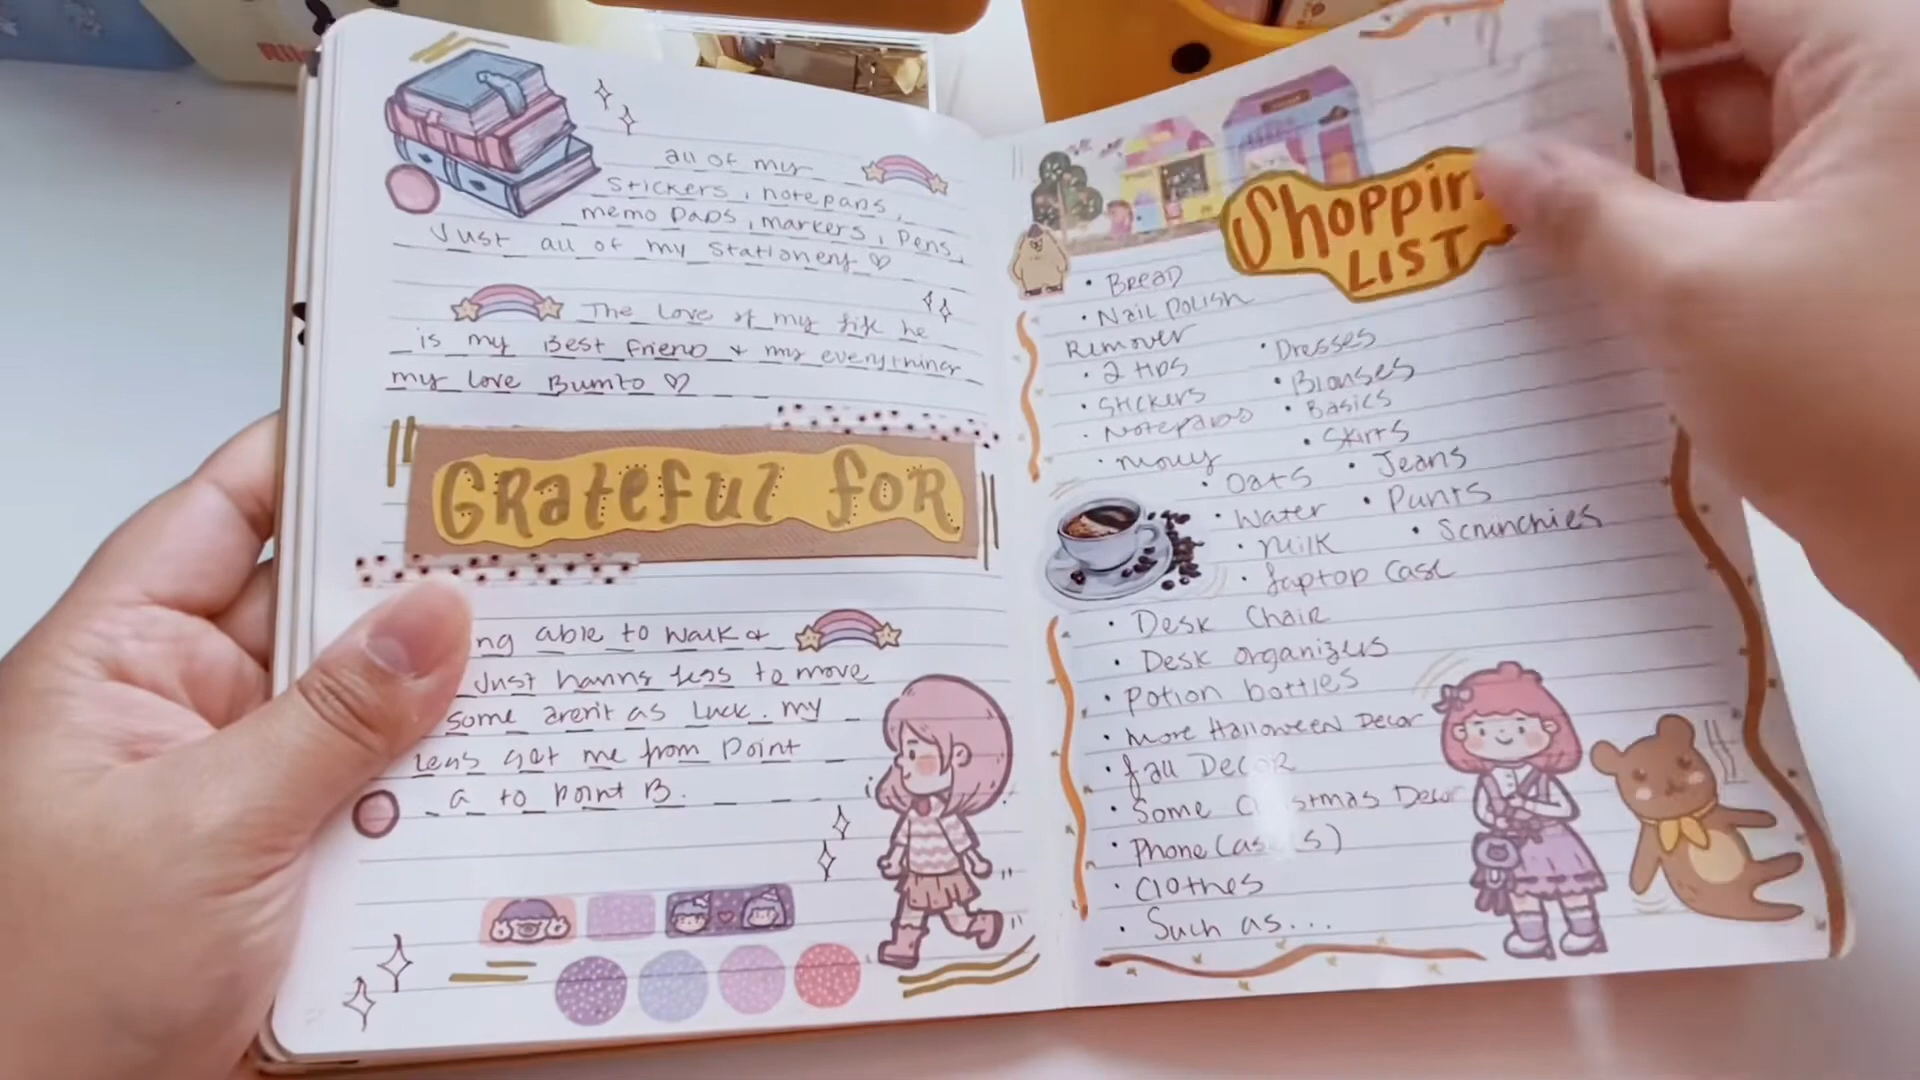 all of my
stickers, notepads,
memo pads, markers, pens,
Just all of my stationery ♡
The love of my life he
is my Best Friend + my everything
my love Bumto ♡
GRateful foR
ng able to walk &
Just having legs to move
some aren't as luck. my
legs get me from Point
a to Point B.
Shoppin
LIST
• Bread
• Nail Polish
Remover
• Stickers
• Notepads
• Oats
• Water
• Milk
• Laptop Case
• Desk Chair
• Desk organizers
• Potion bottles
• more Halloween Decor
• fall Decor
• Some Ch stmas Decor
• Phone Cas s)
• Clothes
• Such as...
• Dresses
• Blouses
• Basics
• Skirts
• Jeans
• Pants
• Scrunchies